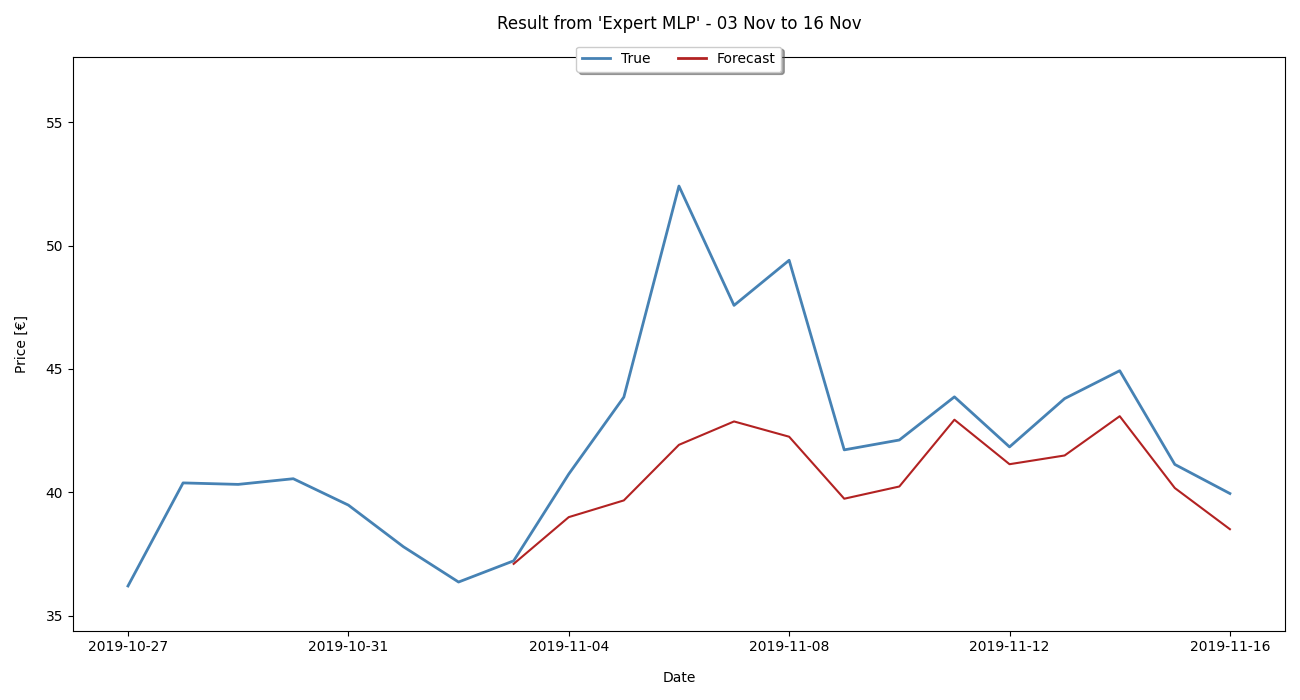 Result from 'Expert MLP' - 03 Nov to 16 Nov
True Forecast
55
50
45
40
35
Price [€]
2019-10-27 2019-10-31 2019-11-04 2019-11-08 2019-11-12 2019-11-16
Date